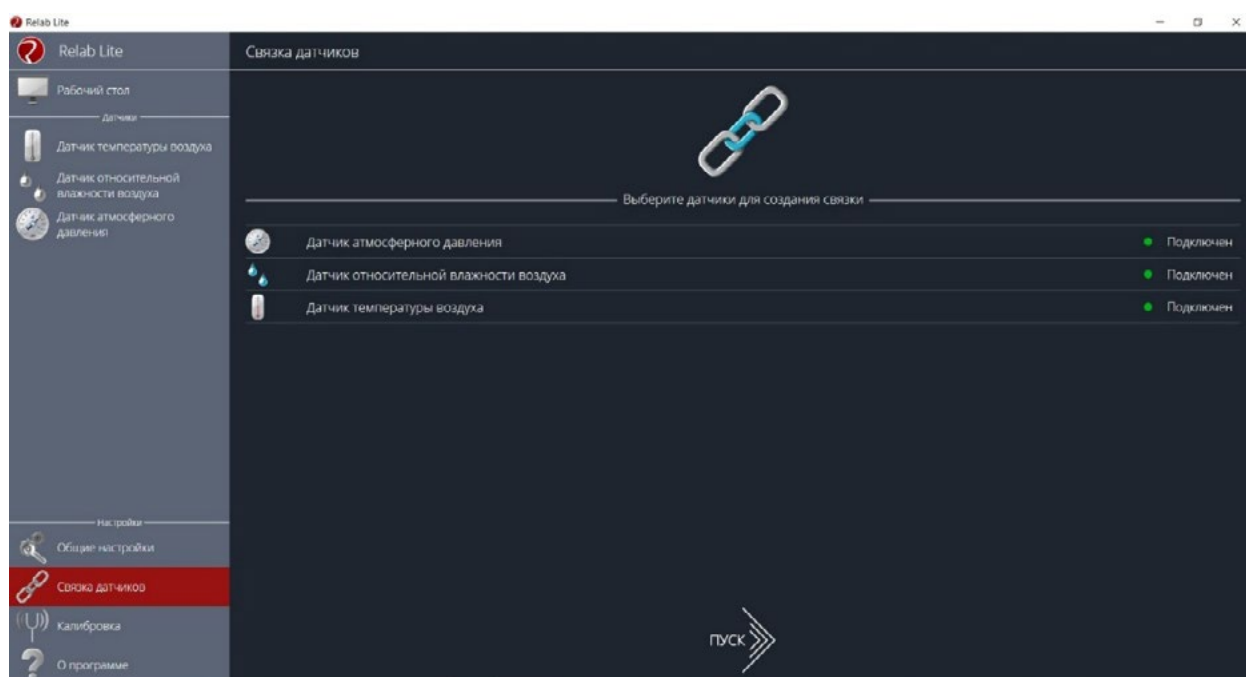 Relab Lite
Relab Lite
Рабочий стол
Датчики
Датчик температуры воздуха
Датчик относительной
влажности воздуха
Датчик атмосферного
давления
Настройки
Общие настройки
Связка датчиков
Калибровка
О программе
Связка датчиков
Выберите датчики для создания связки
Датчик атмосферного давления Подключен
Датчик относительной влажности воздуха Подключен
Датчик температуры воздуха Подключен
ПУСК